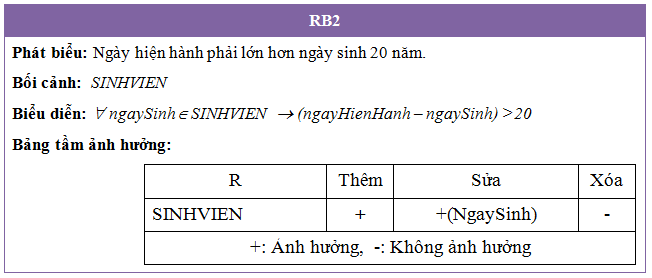 RB2
Phát biểu: Ngày hiện hành phải lớn hơn ngày sinh 20 năm.
Bối cảnh: SINHVIEN
Biểu diễn: ∀ ngaySinh ∈ SINHVIEN → (ngayHienHanh – ngaySinh) > 20
Bảng tầm ảnh hưởng:
R Thêm Sửa Xóa
SINHVIEN + +(NgaySinh) -
+: Ảnh hưởng, -: Không ảnh hưởng